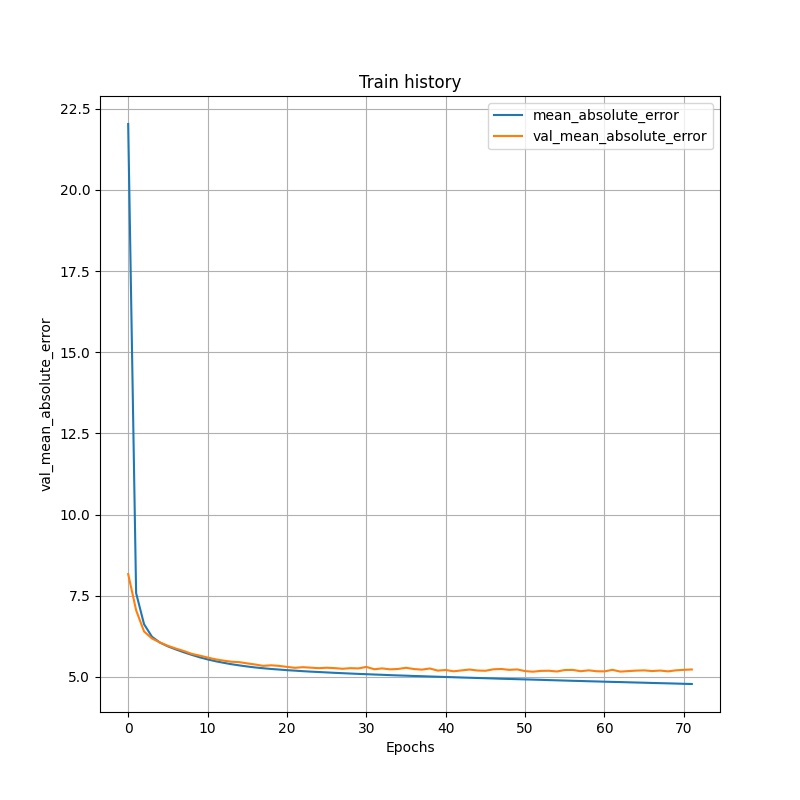 Train history
mean_absolute_error
val_mean_absolute_error
22.5
20.0
17.5
15.0
12.5
10.0
7.5
5.0
val_mean_absolute_error
0 10 20 30 40 50 60 70
Epochs